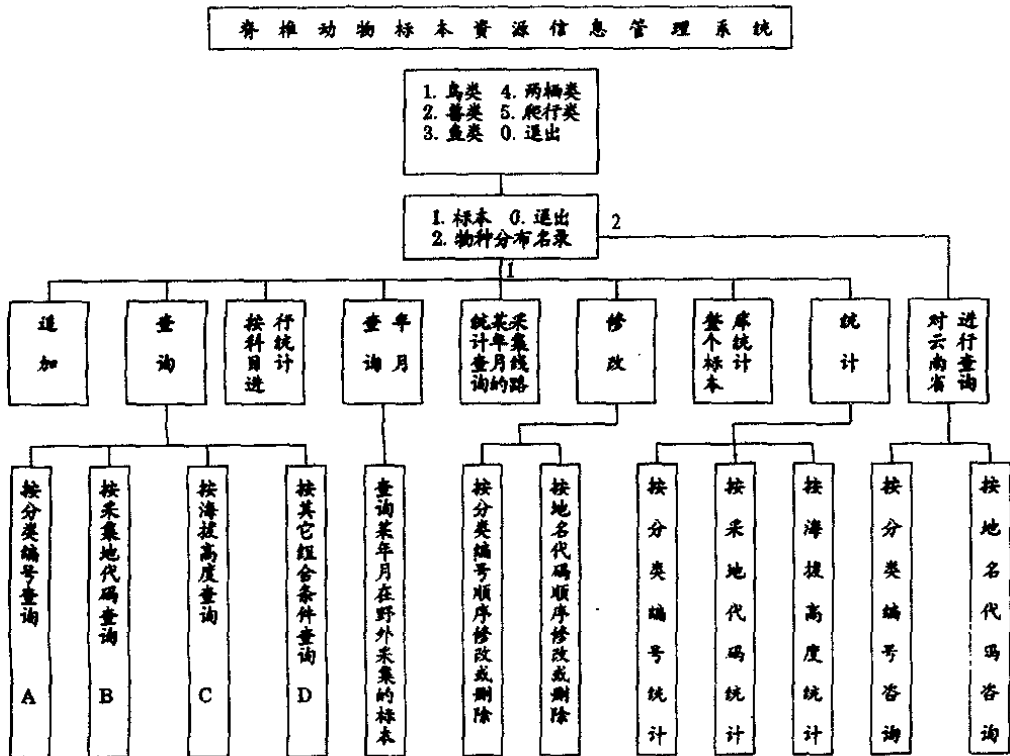 脊椎动物标本资源信息管理系统
1. 鸟类 4. 两栖类
2. 兽类 5. 爬行类
3. 鱼类 0. 退出
1. 标本 0. 退出
2. 物种分布名录
2
1
追加
查询
按科目进
行统计
查询
年月
统计查询
某年月的
采集线路
修改
整个标本
库统计
统计
对云南省
进行查询
按分类编号查询 A
按采集地代码查询 B
按海拔高度查询 C
按其它组合条件查询 D
查询某年月在野外采集的标本
按分类编号顺序修改或删除
按地名代码顺序修改或删除
按分类编号统计
按采地代码统计
按海拔高度统计
按分类编号咨询
按地名代码咨询